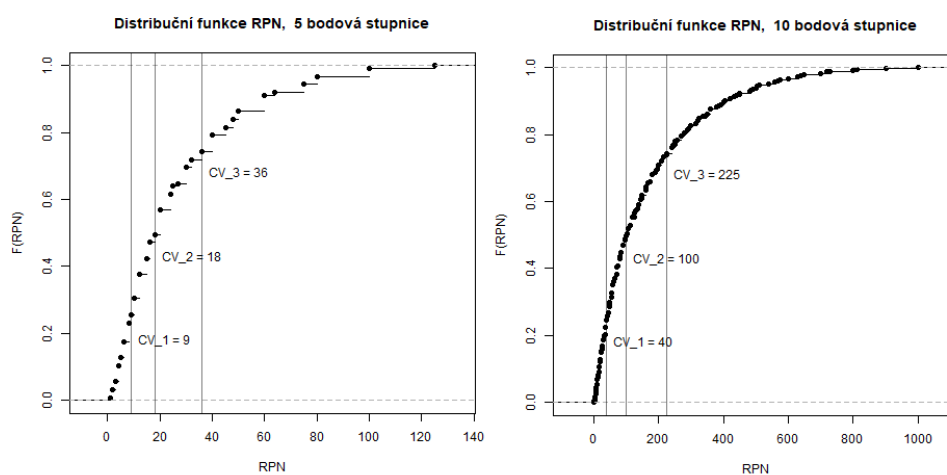 Distribuční funkce RPN,  5 bodová stupnice
F(RPN)
1.0
0.8
0.6
0.4
0.2
0.0
CV_3 = 36
CV_2 = 18
CV_1 = 9
0 20 40 60 80 100 120 140
RPN
Distribuční funkce RPN,  10 bodová stupnice
F(RPN)
1.0
0.8
0.6
0.4
0.2
0.0
CV_3 = 225
CV_2 = 100
CV_1 = 40
0 200 400 600 800 1000
RPN